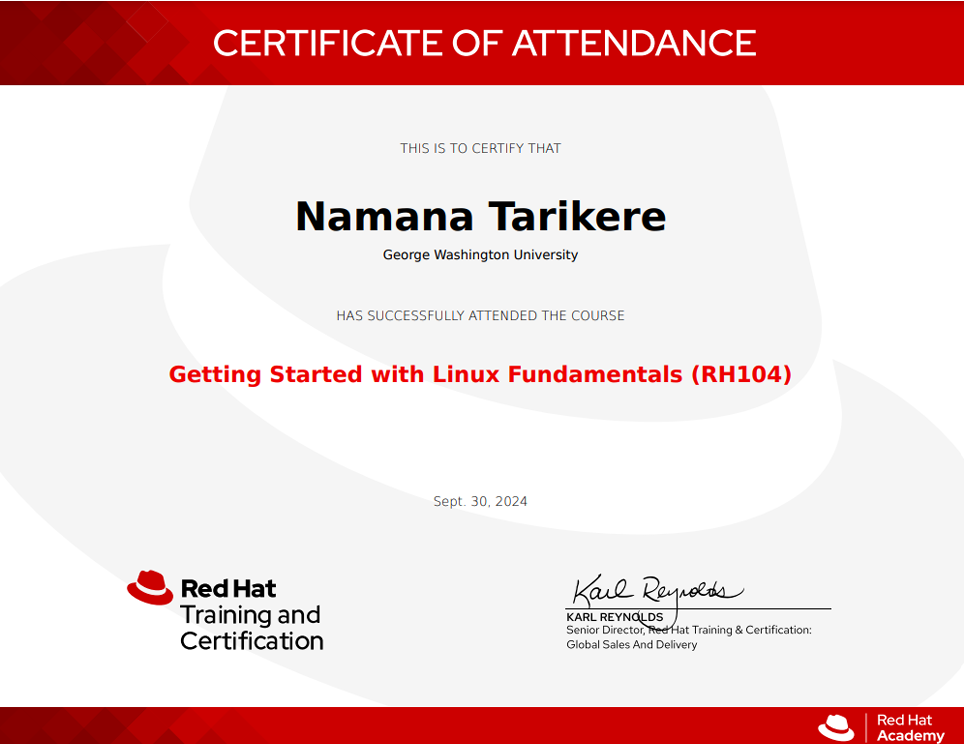 CERTIFICATE OF ATTENDANCE
THIS IS TO CERTIFY THAT
Namana Tarikere
George Washington University
HAS SUCCESSFULLY ATTENDED THE COURSE
Getting Started with Linux Fundamentals (RH104)
Sept. 30, 2024
Red Hat
Training and
Certification
Karl Reynolds
KARL REYNOLDS
Senior Director, Red Hat Training & Certification:
Global Sales And Delivery
Red Hat
Academy